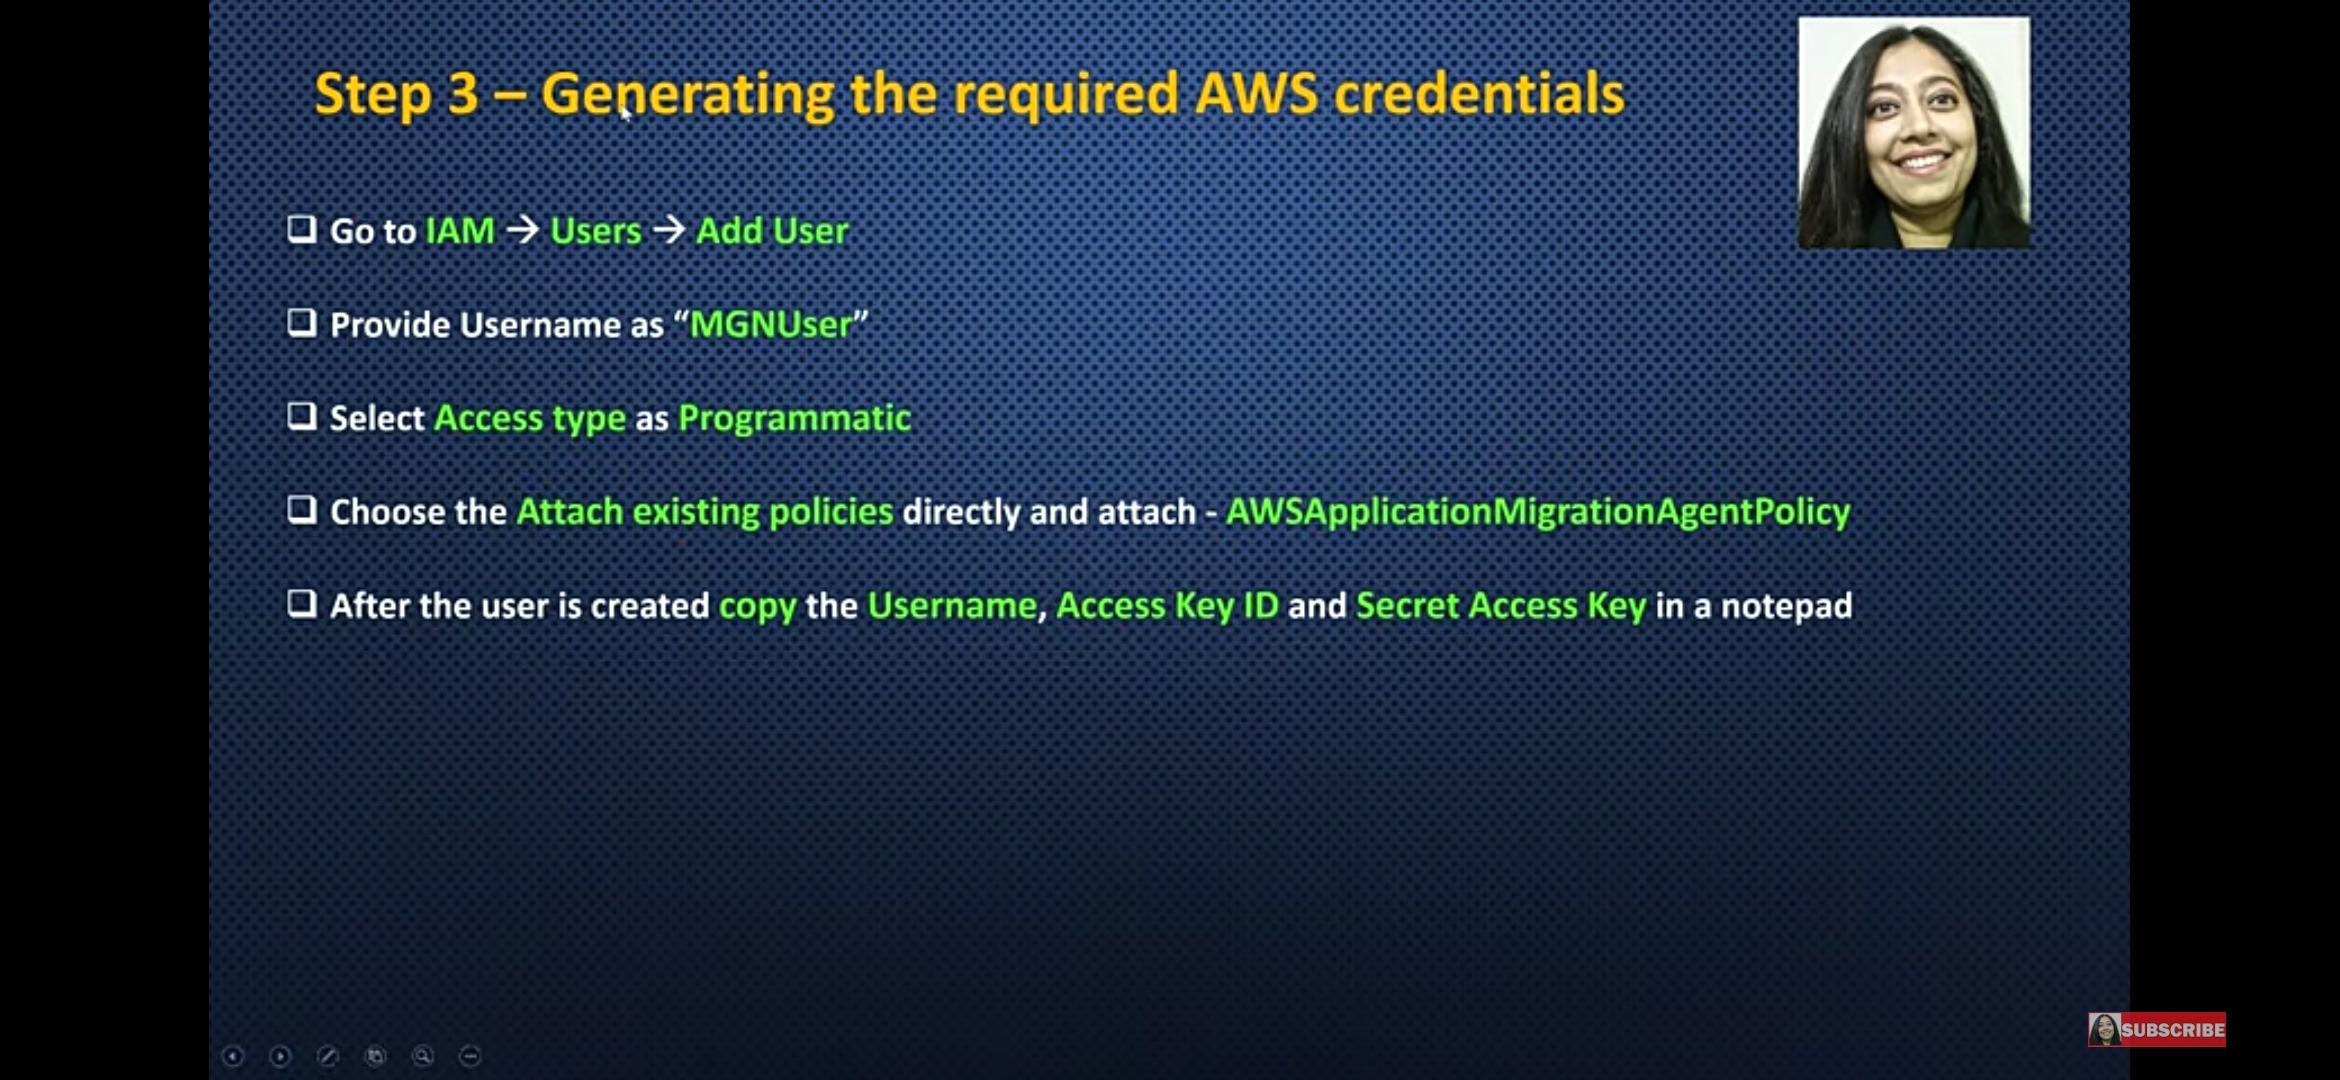 Step 3 – Generating the required AWS credentials
❑ Go to IAM → Users → Add User
❑ Provide Username as “MGNUser”
❑ Select Access type as Programmatic
❑ Choose the Attach existing policies directly and attach - AWSApplicationMigrationAgentPolicy
❑ After the user is created copy the Username, Access Key ID and Secret Access Key in a notepad
SUBSCRIBE